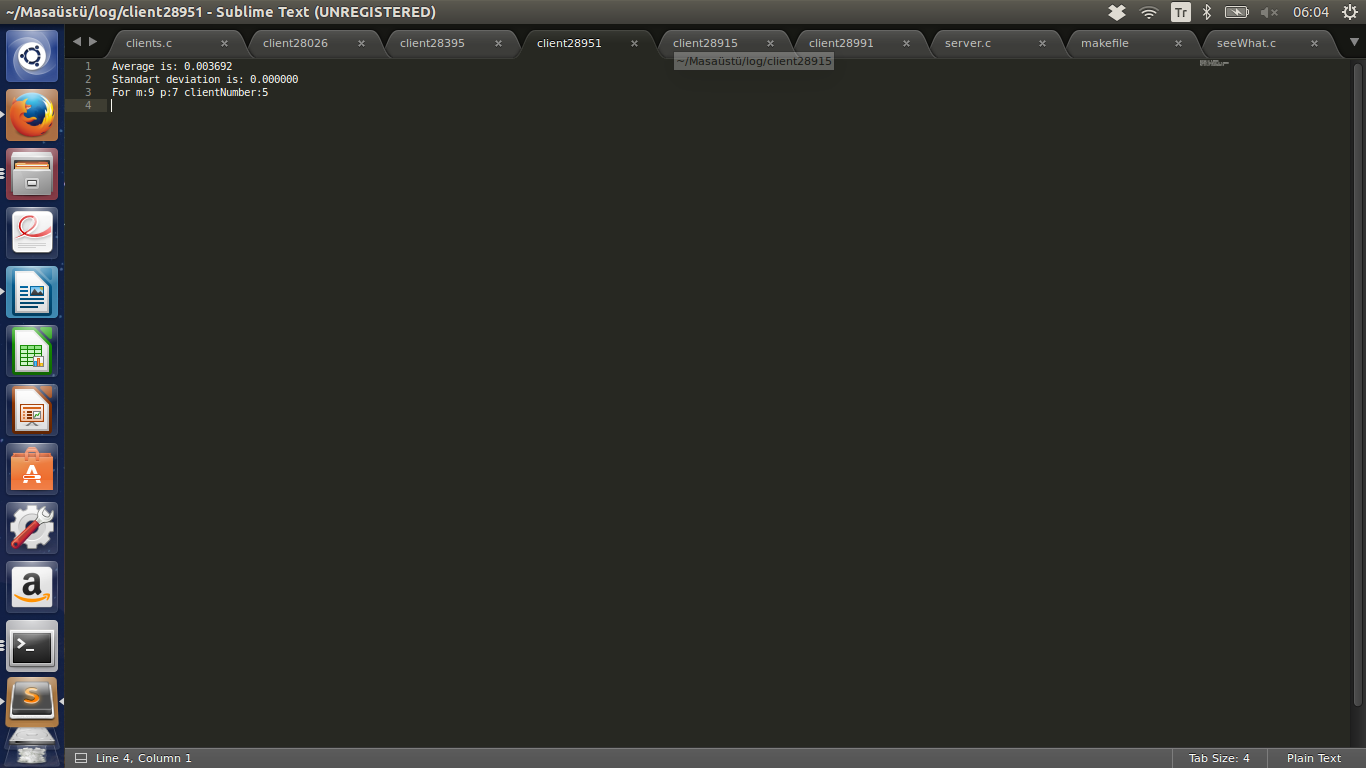 ~/Masaüstü/log/client28951 - Sublime Text (UNREGISTERED)
Tr
06:04
clients.c
client28026
client28395
client28951
client28915
client28991
server.c
makefile
seeWhat.c
~/Masaüstü/log/client28915
1 Average is: 0.003692
2 Standart deviation is: 0.000000
3 For m:9 p:7 clientNumber:5
4
Line 4, Column 1
Tab Size: 4
Plain Text